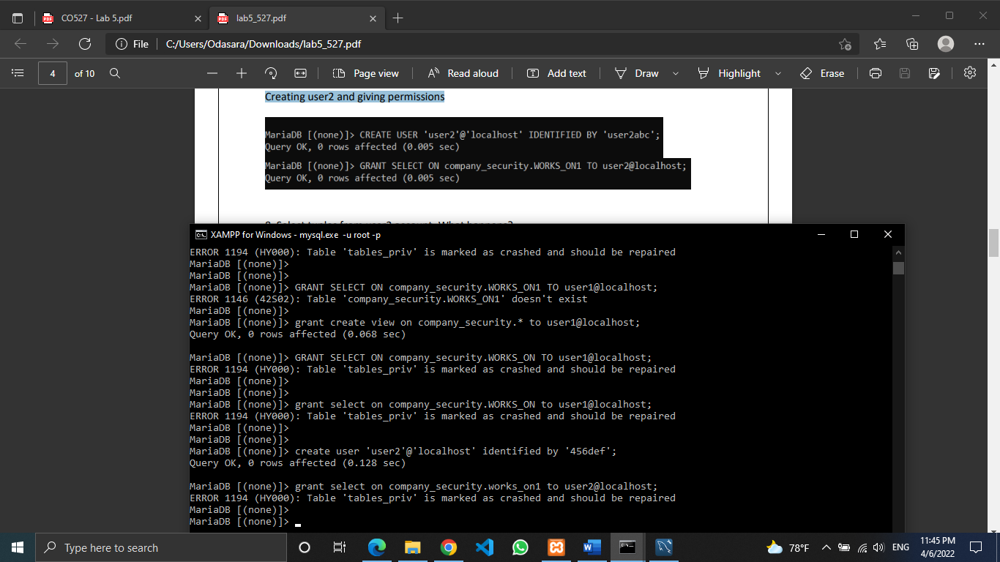 CO527 - Lab 5.pdf
lab5_527.pdf
File
C:/Users/Odasara/Downloads/lab5_527.pdf
4 of 10
Page view
Read aloud
Add text
Draw
Highlight
Erase
Creating user2 and giving permissions
MariaDB [(none)]> CREATE USER 'user2'@'localhost' IDENTIFIED BY 'user2abc';
Query OK, 0 rows affected (0.005 sec)
MariaDB [(none)]> GRANT SELECT ON company_security.WORKS_ON1 TO user2@localhost;
Query OK, 0 rows affected (0.005 sec)
XAMPP for Windows - mysql.exe -u root -p
ERROR 1194 (HY000): Table 'tables_priv' is marked as crashed and should be repaired
MariaDB [(none)]>
MariaDB [(none)]>
MariaDB [(none)]> GRANT SELECT ON company_security.WORKS_ON1 TO user1@localhost;
ERROR 1146 (42S02): Table 'company_security.WORKS_ON1' doesn't exist
MariaDB [(none)]>
MariaDB [(none)]> grant create view on company_security.* to user1@localhost;
Query OK, 0 rows affected (0.068 sec)
MariaDB [(none)]> GRANT SELECT ON company_security.WORKS_ON TO user1@localhost;
ERROR 1194 (HY000): Table 'tables_priv' is marked as crashed and should be repaired
MariaDB [(none)]>
MariaDB [(none)]>
MariaDB [(none)]> grant select on company_security.WORKS_ON to user1@localhost;
ERROR 1194 (HY000): Table 'tables_priv' is marked as crashed and should be repaired
MariaDB [(none)]>
MariaDB [(none)]>
MariaDB [(none)]> create user 'user2'@'localhost' identified by '456def';
Query OK, 0 rows affected (0.128 sec)
MariaDB [(none)]> grant select on company_security.works_on1 to user2@localhost;
ERROR 1194 (HY000): Table 'tables_priv' is marked as crashed and should be repaired
MariaDB [(none)]>
MariaDB [(none)]>
Type here to search
78°F
ENG
11:45 PM
4/6/2022